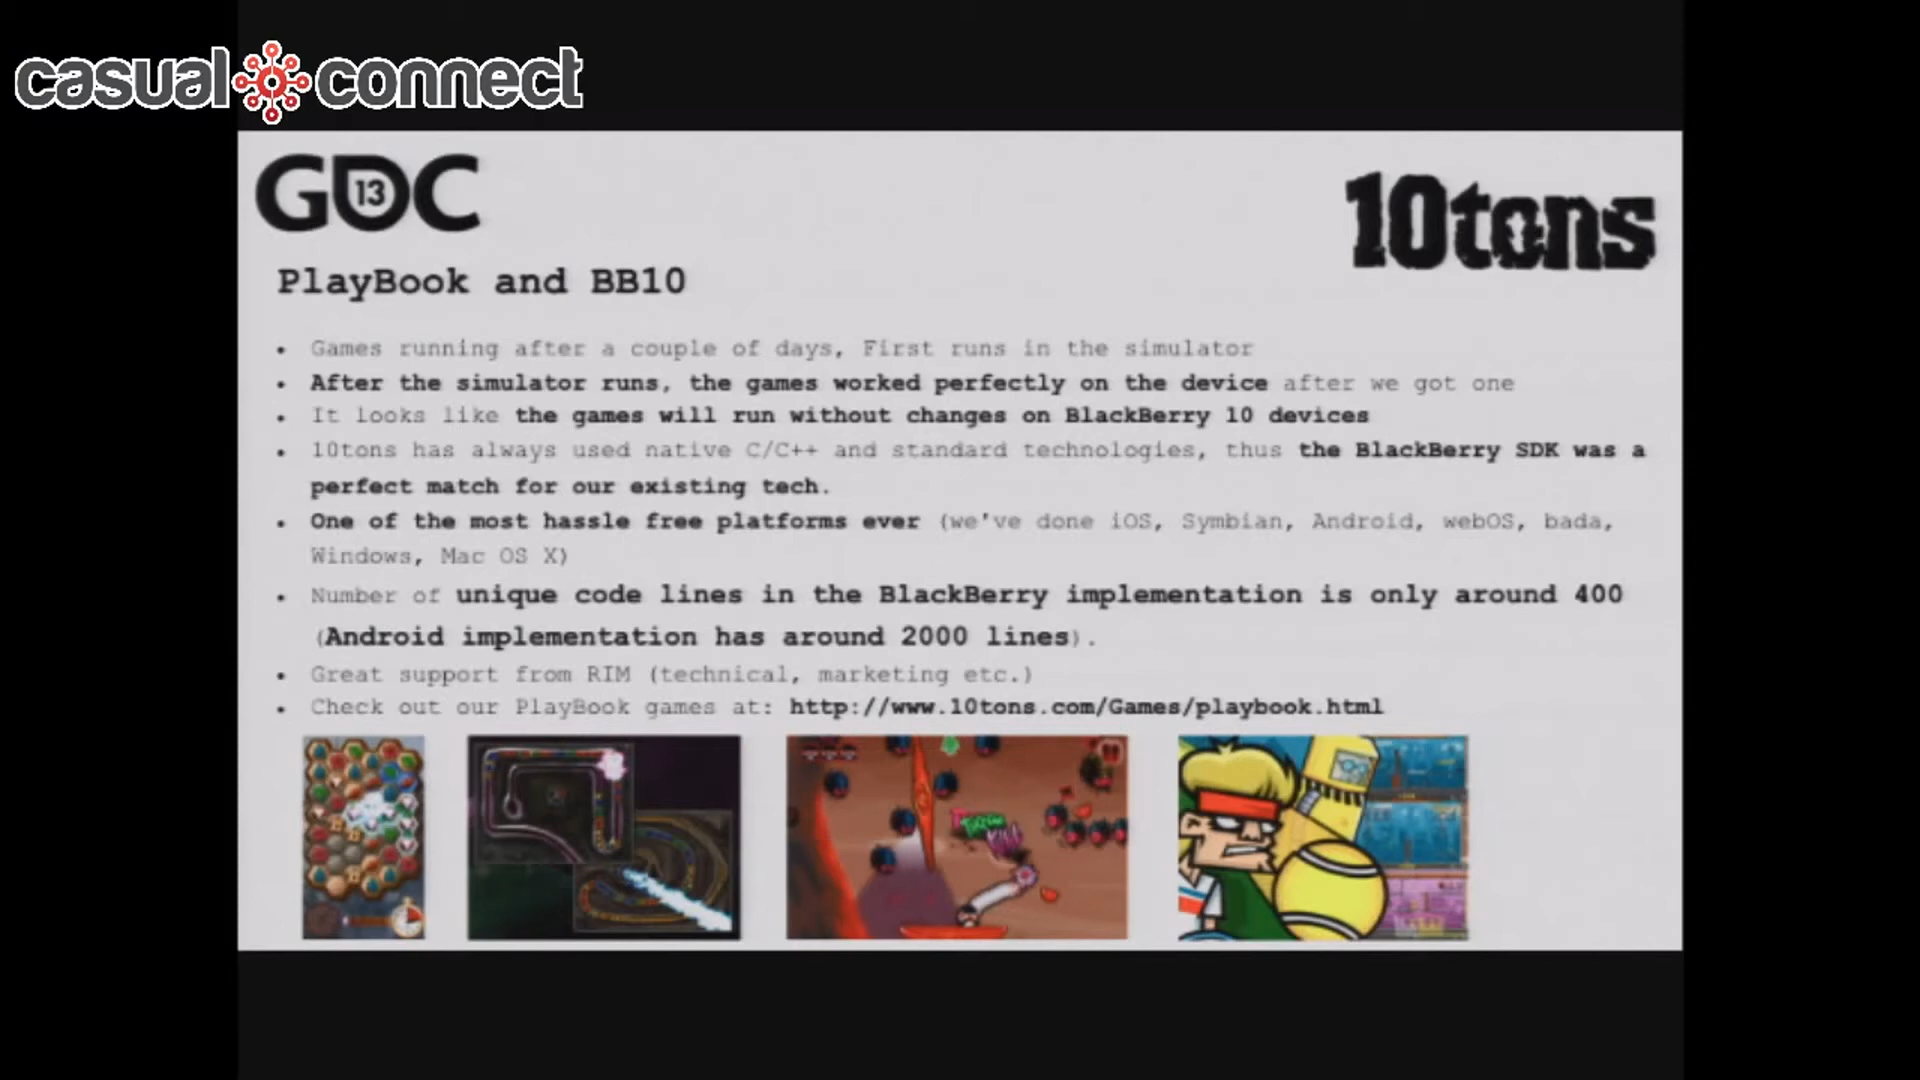 casual connect
GDC 13
10tons
PlayBook and BB10
• Games running after a couple of days, First runs in the simulator
• After the simulator runs, the games worked perfectly on the device after we got one
• It looks like the games will run without changes on BlackBerry 10 devices
• 10tons has always used native C/C++ and standard technologies, thus the BlackBerry SDK was a
perfect match for our existing tech.
• One of the most hassle free platforms ever (we've done iOS, Symbian, Android, webOS, bada,
Windows, Mac OS X)
• Number of unique code lines in the BlackBerry implementation is only around 400
(Android implementation has around 2000 lines).
• Great support from RIM (technical, marketing etc.)
• Check out our PlayBook games at: http://www.10tons.com/Games/playbook.html